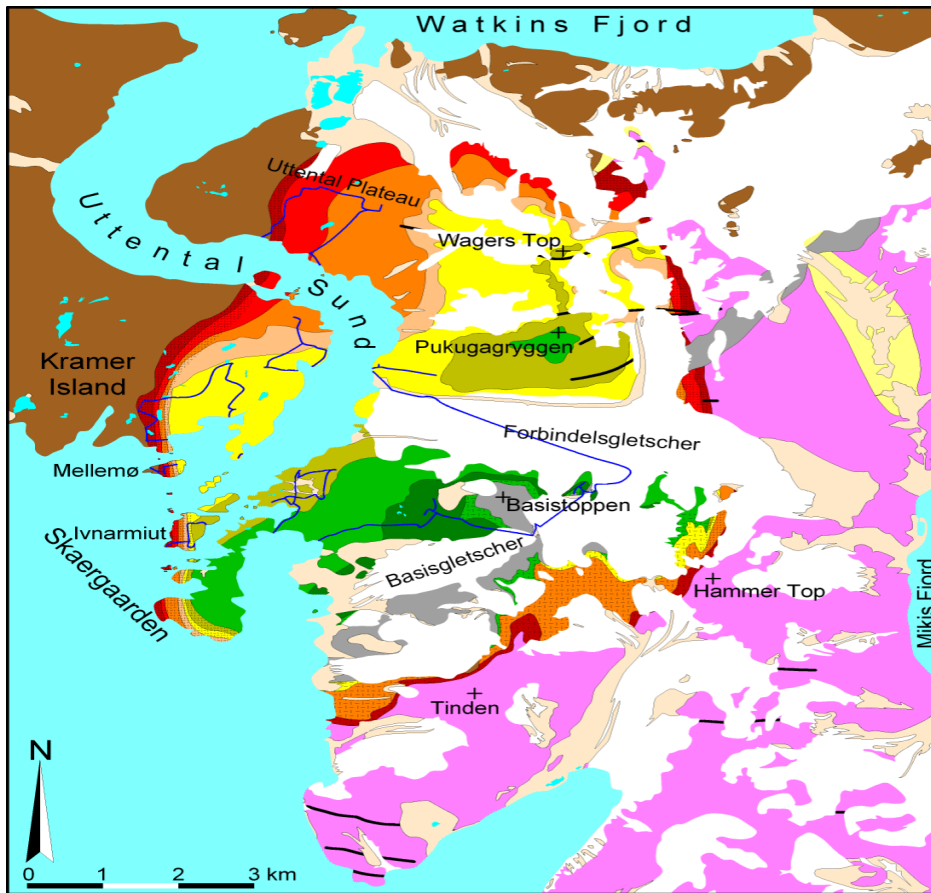 Watkins Fjord
Uttental Plateau
Uttental Sund
Wagers Top
Pukugagryggen
Kramer
Island
Forbindelsgletscher
Mellemø
Basistoppen
Ivnarmiut
Skaergaarden
Basisgletscher
Hammer Top
Mikis Fjord
Tinden
N
0 1 2 3 km